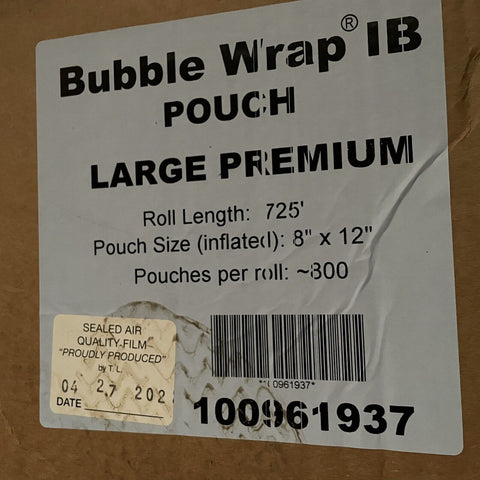 Bubble Wrap® IB
POUCH
LARGE PREMIUM
Roll Length: 725'
Pouch Size (inflated): 8" x 12"
Pouches per roll: ~800
SEALED AIR
QUALITY FILM
"PROUDLY PRODUCED"
by T. L.
04 27 202
DATE
100961937